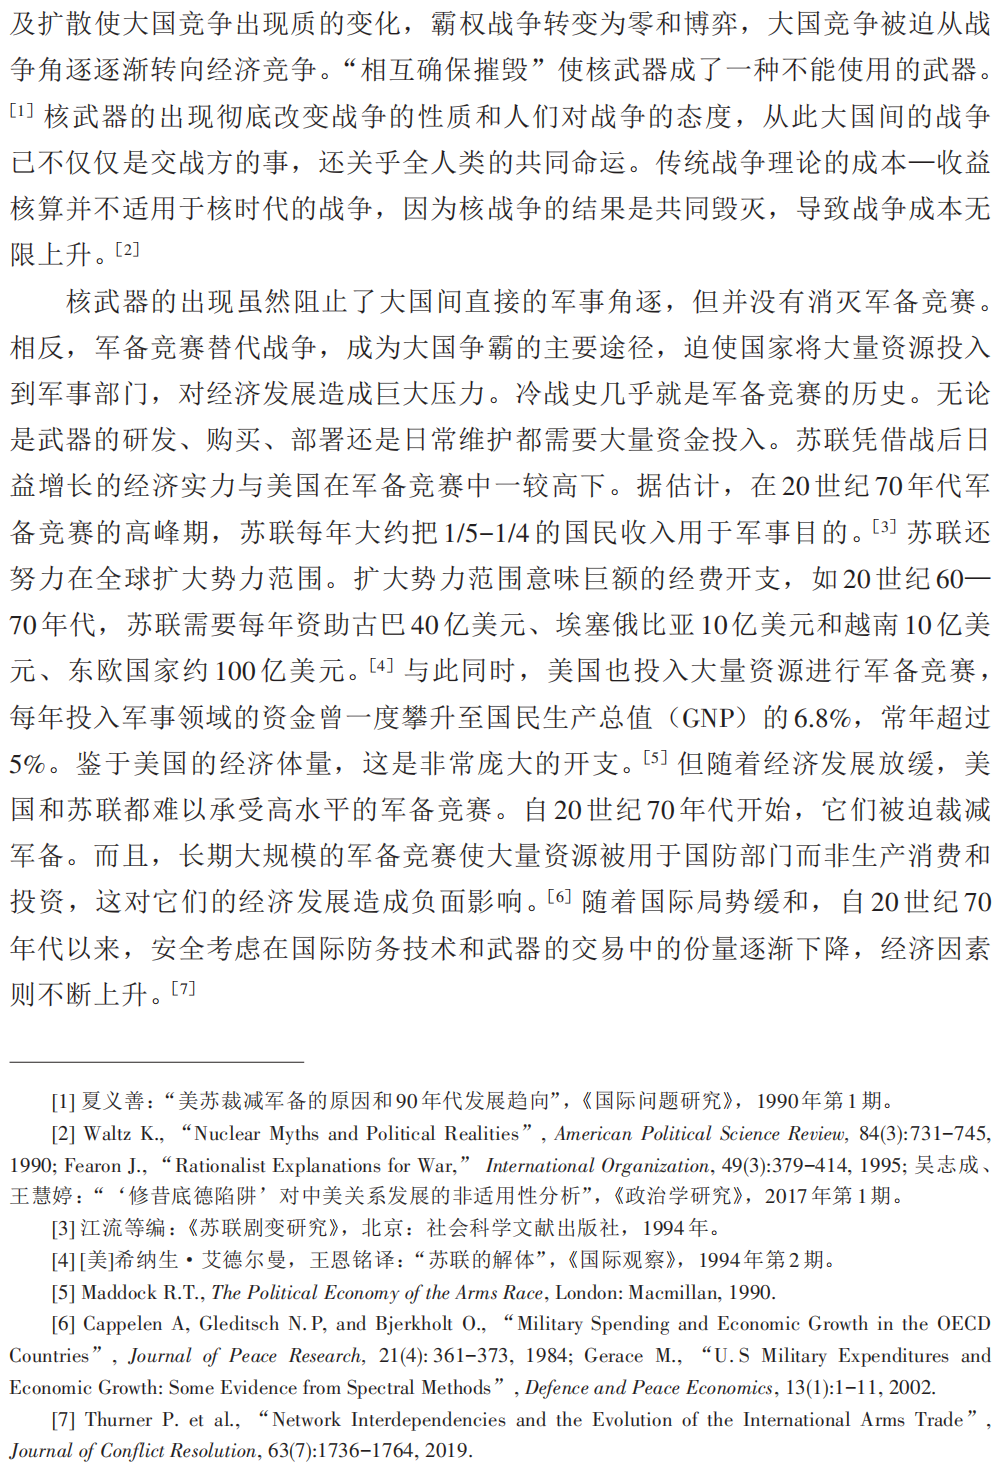 及扩散使大国竞争出现质的变化，霸权战争转变为零和博弈，大国竞争被迫从战
争角逐逐渐转向经济竞争。“相互确保摧毁”使核武器成了一种不能使用的武器。
[1] 核武器的出现彻底改变战争的性质和人们对战争的态度，从此大国间的战争
已不仅仅是交战方的事，还关乎全人类的共同命运。传统战争理论的成本—收益
核算并不适用于核时代的战争，因为核战争的结果是共同毁灭，导致战争成本无
限上升。[2]
核武器的出现虽然阻止了大国间直接的军事角逐，但并没有消灭军备竞赛。
相反，军备竞赛替代战争，成为大国争霸的主要途径，迫使国家将大量资源投入
到军事部门，对经济发展造成巨大压力。冷战史几乎就是军备竞赛的历史。无论
是武器的研发、购买、部署还是日常维护都需要大量资金投入。苏联凭借战后日
益增长的经济实力与美国在军备竞赛中一较高下。据估计，在20世纪70年代军
备竞赛的高峰期，苏联每年大约把1/5-1/4的国民收入用于军事目的。[3] 苏联还
努力在全球扩大势力范围。扩大势力范围意味巨额的经费开支，如20世纪60—
70年代，苏联需要每年资助古巴40亿美元、埃塞俄比亚10亿美元和越南10亿美
元、东欧国家约100亿美元。[4] 与此同时，美国也投入大量资源进行军备竞赛，
每年投入军事领域的资金曾一度攀升至国民生产总值（GNP）的6.8%，常年超过
5%。鉴于美国的经济体量，这是非常庞大的开支。[5] 但随着经济发展放缓，美
国和苏联都难以承受高水平的军备竞赛。自20世纪70年代开始，它们被迫裁减
军备。而且，长期大规模的军备竞赛使大量资源被用于国防部门而非生产消费和
投资，这对它们的经济发展造成负面影响。[6] 随着国际局势缓和，自20世纪70
年代以来，安全考虑在国际防务技术和武器的交易中的份量逐渐下降，经济因素
则不断上升。[7]
[1] 夏义善：“美苏裁减军备的原因和90年代发展趋向”，《国际问题研究》，1990年第1期。
[2] Waltz K., “Nuclear Myths and Political Realities”, American Political Science Review, 84(3):731-745,
1990; Fearon J., “Rationalist Explanations for War,” International Organization, 49(3):379-414, 1995; 吴志成、
王慧婷：“‘修昔底德陷阱’对中美关系发展的非适用性分析”，《政治学研究》，2017年第1期。
[3] 江流等编：《苏联剧变研究》，北京：社会科学文献出版社，1994年。
[4] [美]希纳生·艾德尔曼，王恩铭译：“苏联的解体”，《国际观察》，1994年第2期。
[5] Maddock R.T., The Political Economy of the Arms Race, London: Macmillan, 1990.
[6] Cappelen A, Gleditsch N.P, and Bjerkholt O., “Military Spending and Economic Growth in the OECD
Countries”, Journal of Peace Research, 21(4): 361-373, 1984; Gerace M., “U.S Military Expenditures and
Economic Growth: Some Evidence from Spectral Methods”, Defence and Peace Economics, 13(1):1-11, 2002.
[7] Thurner P. et al., “Network Interdependencies and the Evolution of the International Arms Trade”,
Journal of Conflict Resolution, 63(7):1736-1764, 2019.